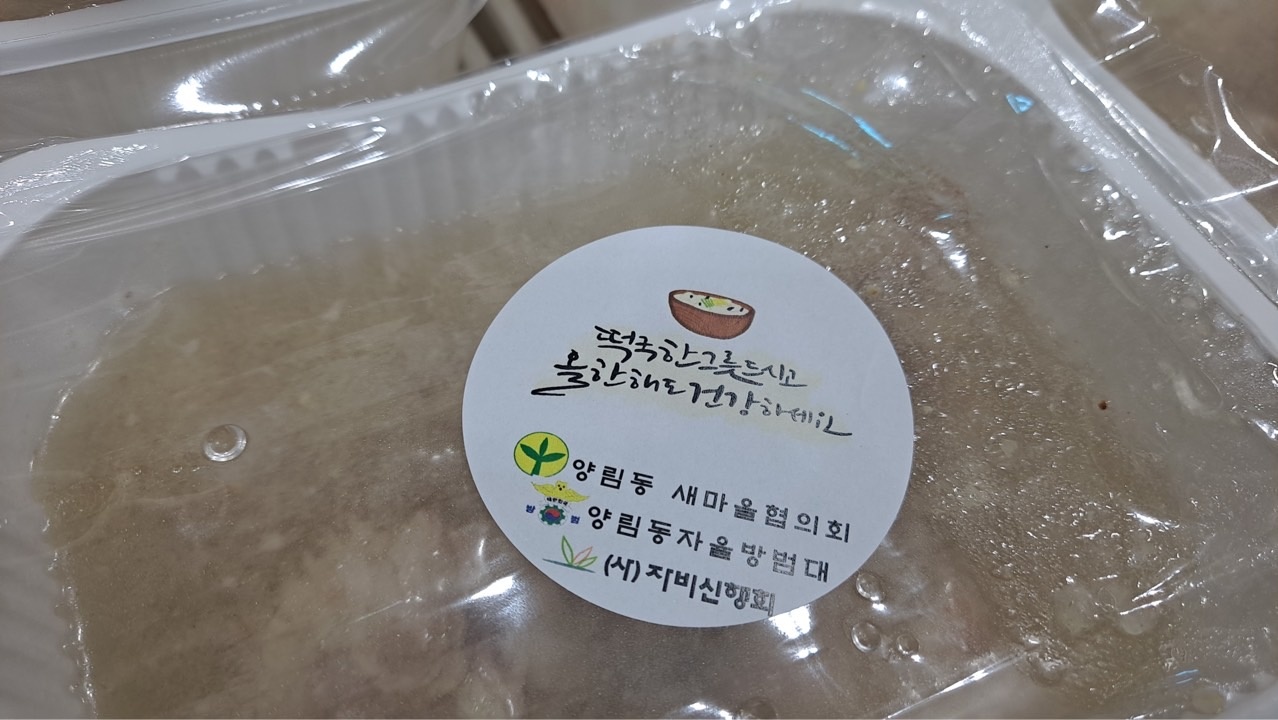 떡국한그릇드시고
올한해도건강하세요
양림동 새마을협의회
방 범
양림동자율방범대
(사)자비신행회